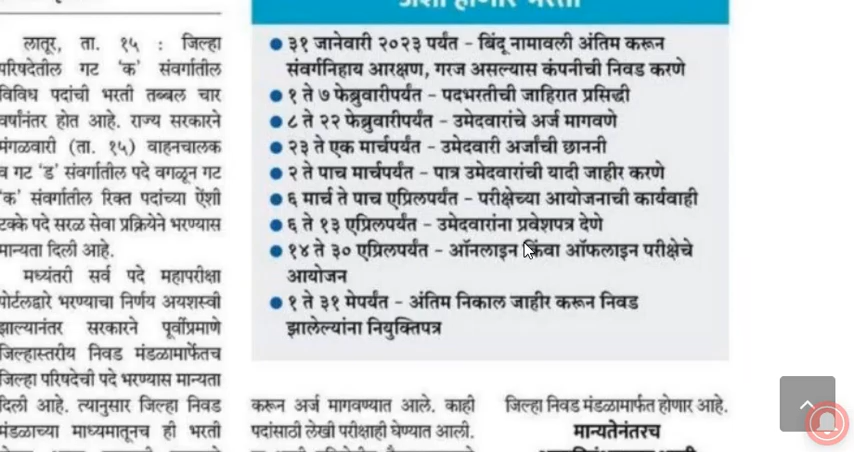 अशी होणार भरती
लातूर, ता. १५ : जिल्हा
परिषदेतील गट 'क' संवर्गातील
विविध पदांची भरती तब्बल चार
वर्षांनंतर होत आहे. राज्य सरकारने
मंगळवारी (ता. १५) वाहनचालक
व गट 'ड' संवर्गातील पदे वगळून गट
'क' संवर्गातील रिक्त पदांच्या ऐंशी
टक्के पदे सरळ सेवा प्रक्रियेने भरण्यास
मान्यता दिली आहे.
मध्यंतरी सर्व पदे महापरीक्षा
पोर्टलद्वारे भरण्याचा निर्णय अयशस्वी
झाल्यानंतर सरकारने पूर्वीप्रमाणे
जिल्हास्तरीय निवड मंडळामार्फेतच
जिल्हा परिषदेची पदे भरण्यास मान्यता
दिली आहे. त्यानुसार जिल्हा निवड
मंडळाच्या माध्यमातूनच ही भरती
● ३१ जानेवारी २०२३ पर्यंत - बिंदू नामावली अंतिम करून
संवर्गनिहाय आरक्षण, गरज असल्यास कंपनीची निवड करणे
● १ ते ७ फेब्रुवारीपर्यंत - पदभरतीची जाहिरात प्रसिद्धी
● ८ ते २२ फेब्रुवारीपर्यंत - उमेदवारांचे अर्ज मागवणे
● २३ ते एक मार्चपर्यंत - उमेदवारी अर्जांची छाननी
● २ ते पाच मार्चपर्यंत - पात्र उमेदवारांची यादी जाहीर करणे
● ६ मार्च ते पाच एप्रिलपर्यंत - परीक्षेच्या आयोजनाची कार्यवाही
● ६ ते १३ एप्रिलपर्यंत - उमेदवारांना प्रवेशपत्र देणे
● १४ ते ३० एप्रिलपर्यंत - ऑनलाइन किंवा ऑफलाइन परीक्षेचे
आयोजन
● १ ते ३१ मेपर्यंत - अंतिम निकाल जाहीर करून निवड
झालेल्यांना नियुक्तिपत्र
करून अर्ज मागवण्यात आले. काही
पदांसाठी लेखी परीक्षाही घेण्यात आली.
जिल्हा निवड मंडळामार्फत होणार आहे.
मान्यतेनंतरच